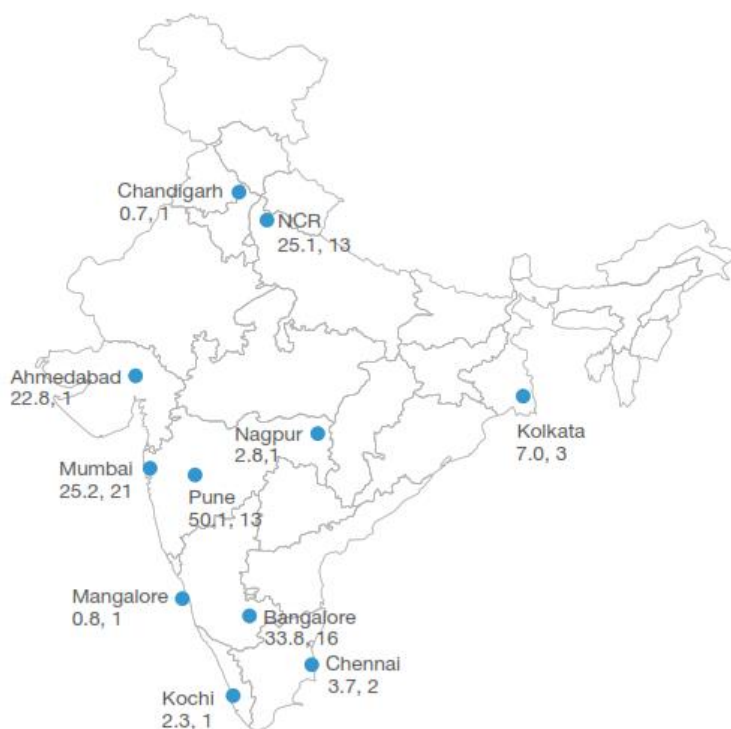 Chandigarh
0.7, 1
NCR
25.1, 13
Ahmedabad
22.8, 1
Nagpur
2.8,1
Kolkata
7.0, 3
Mumbai
25.2, 21
Pune
50.1, 13
Mangalore
0.8, 1
Bangalore
33.8, 16
Chennai
3.7, 2
Kochi
2.3, 1